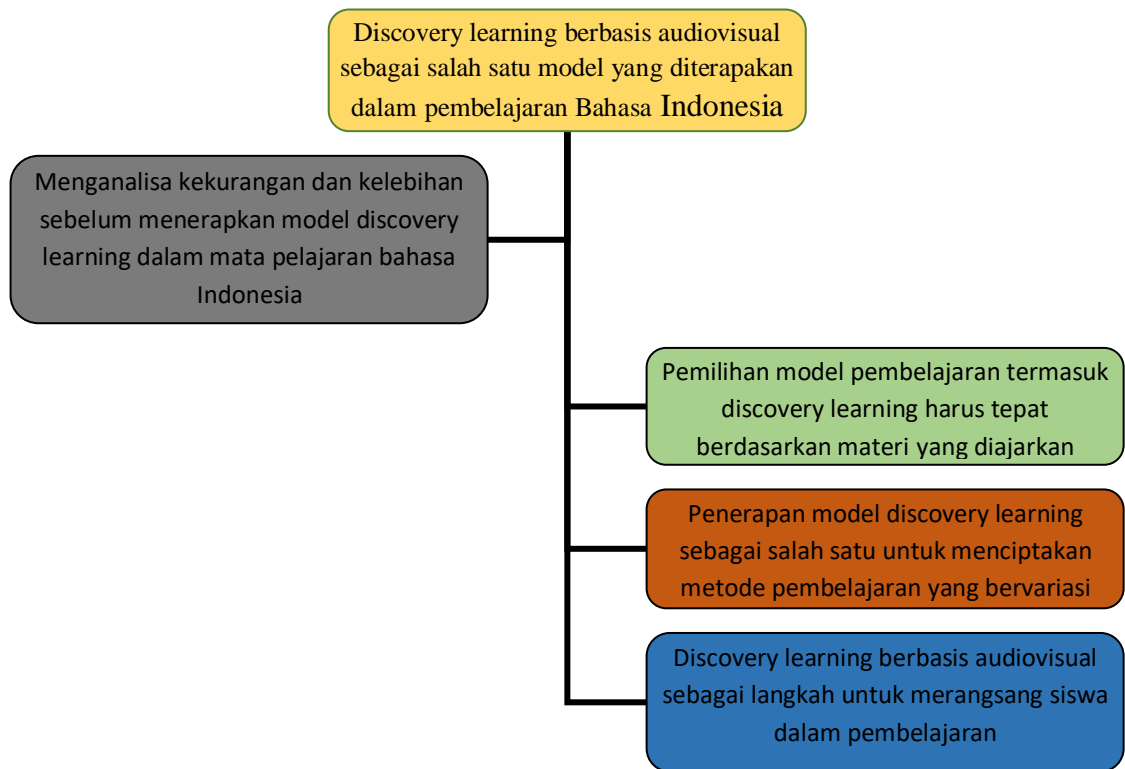 Discovery learning berbasis audiovisual
sebagai salah satu model yang diterapakan
dalam pembelajaran Bahasa Indonesia
Menganalisa kekurangan dan kelebihan
sebelum menerapkan model discovery
learning dalam mata pelajaran bahasa
Indonesia
Pemilihan model pembelajaran termasuk
discovery learning harus tepat
berdasarkan materi yang diajarkan
Penerapan model discovery learning
sebagai salah satu untuk menciptakan
metode pembelajaran yang bervariasi
Discovery learning berbasis audiovisual
sebagai langkah untuk merangsang siswa
dalam pembelajaran